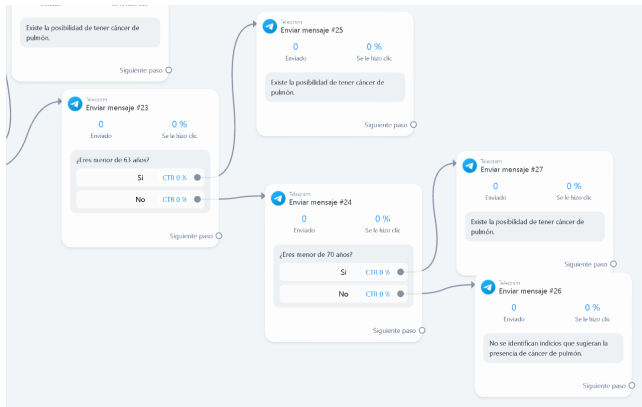 Existe la posibilidad de tener cáncer de
pulmón.
Siguiente paso
Telegram
Enviar mensaje #23
0
0 %
Enviado
Se le hizo clic
¿Eres menor de 63 años?
Si
CTR 0 %
No
CTR 0 %
Siguiente paso
Telegram
Enviar mensaje #25
0
0 %
Enviado
Se le hizo clic
Existe la posibilidad de tener cáncer de
pulmón.
Siguiente paso
Telegram
Enviar mensaje #24
0
0 %
Enviado
Se le hizo clic
¿Eres menor de 70 años?
Si
CTR 0 %
No
CTR 0 %
Siguiente paso
Telegram
Enviar mensaje #27
0
0 %
Enviado
Se le hizo clic
Existe la posibilidad de tener cáncer de
pulmón.
Siguiente paso
Telegram
Enviar mensaje #26
0
0 %
Enviado
Se le hizo clic
No se identifican indicios que sugieran la
presencia de cáncer de pulmón.
Siguiente paso